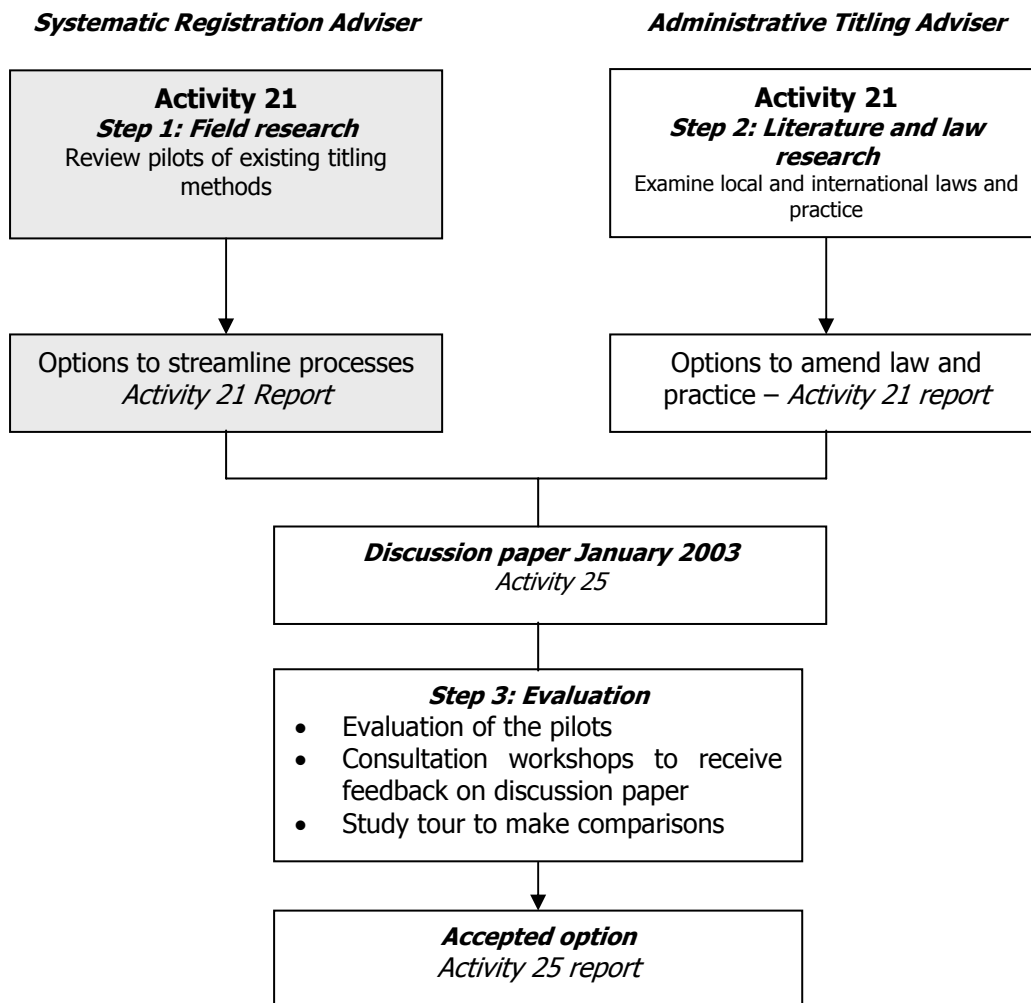 Systematic Registration Adviser
Administrative Titling Adviser
Activity 21
Step 1: Field research
Review pilots of existing titling
methods
Activity 21
Step 2: Literature and law
research
Examine local and international laws and
practice
Options to streamline processes
Activity 21 Report
Options to amend law and
practice – Activity 21 report
Discussion paper January 2003
Activity 25
Step 3: Evaluation
• Evaluation of the pilots
• Consultation workshops to receive
feedback on discussion paper
• Study tour to make comparisons
Accepted option
Activity 25 report